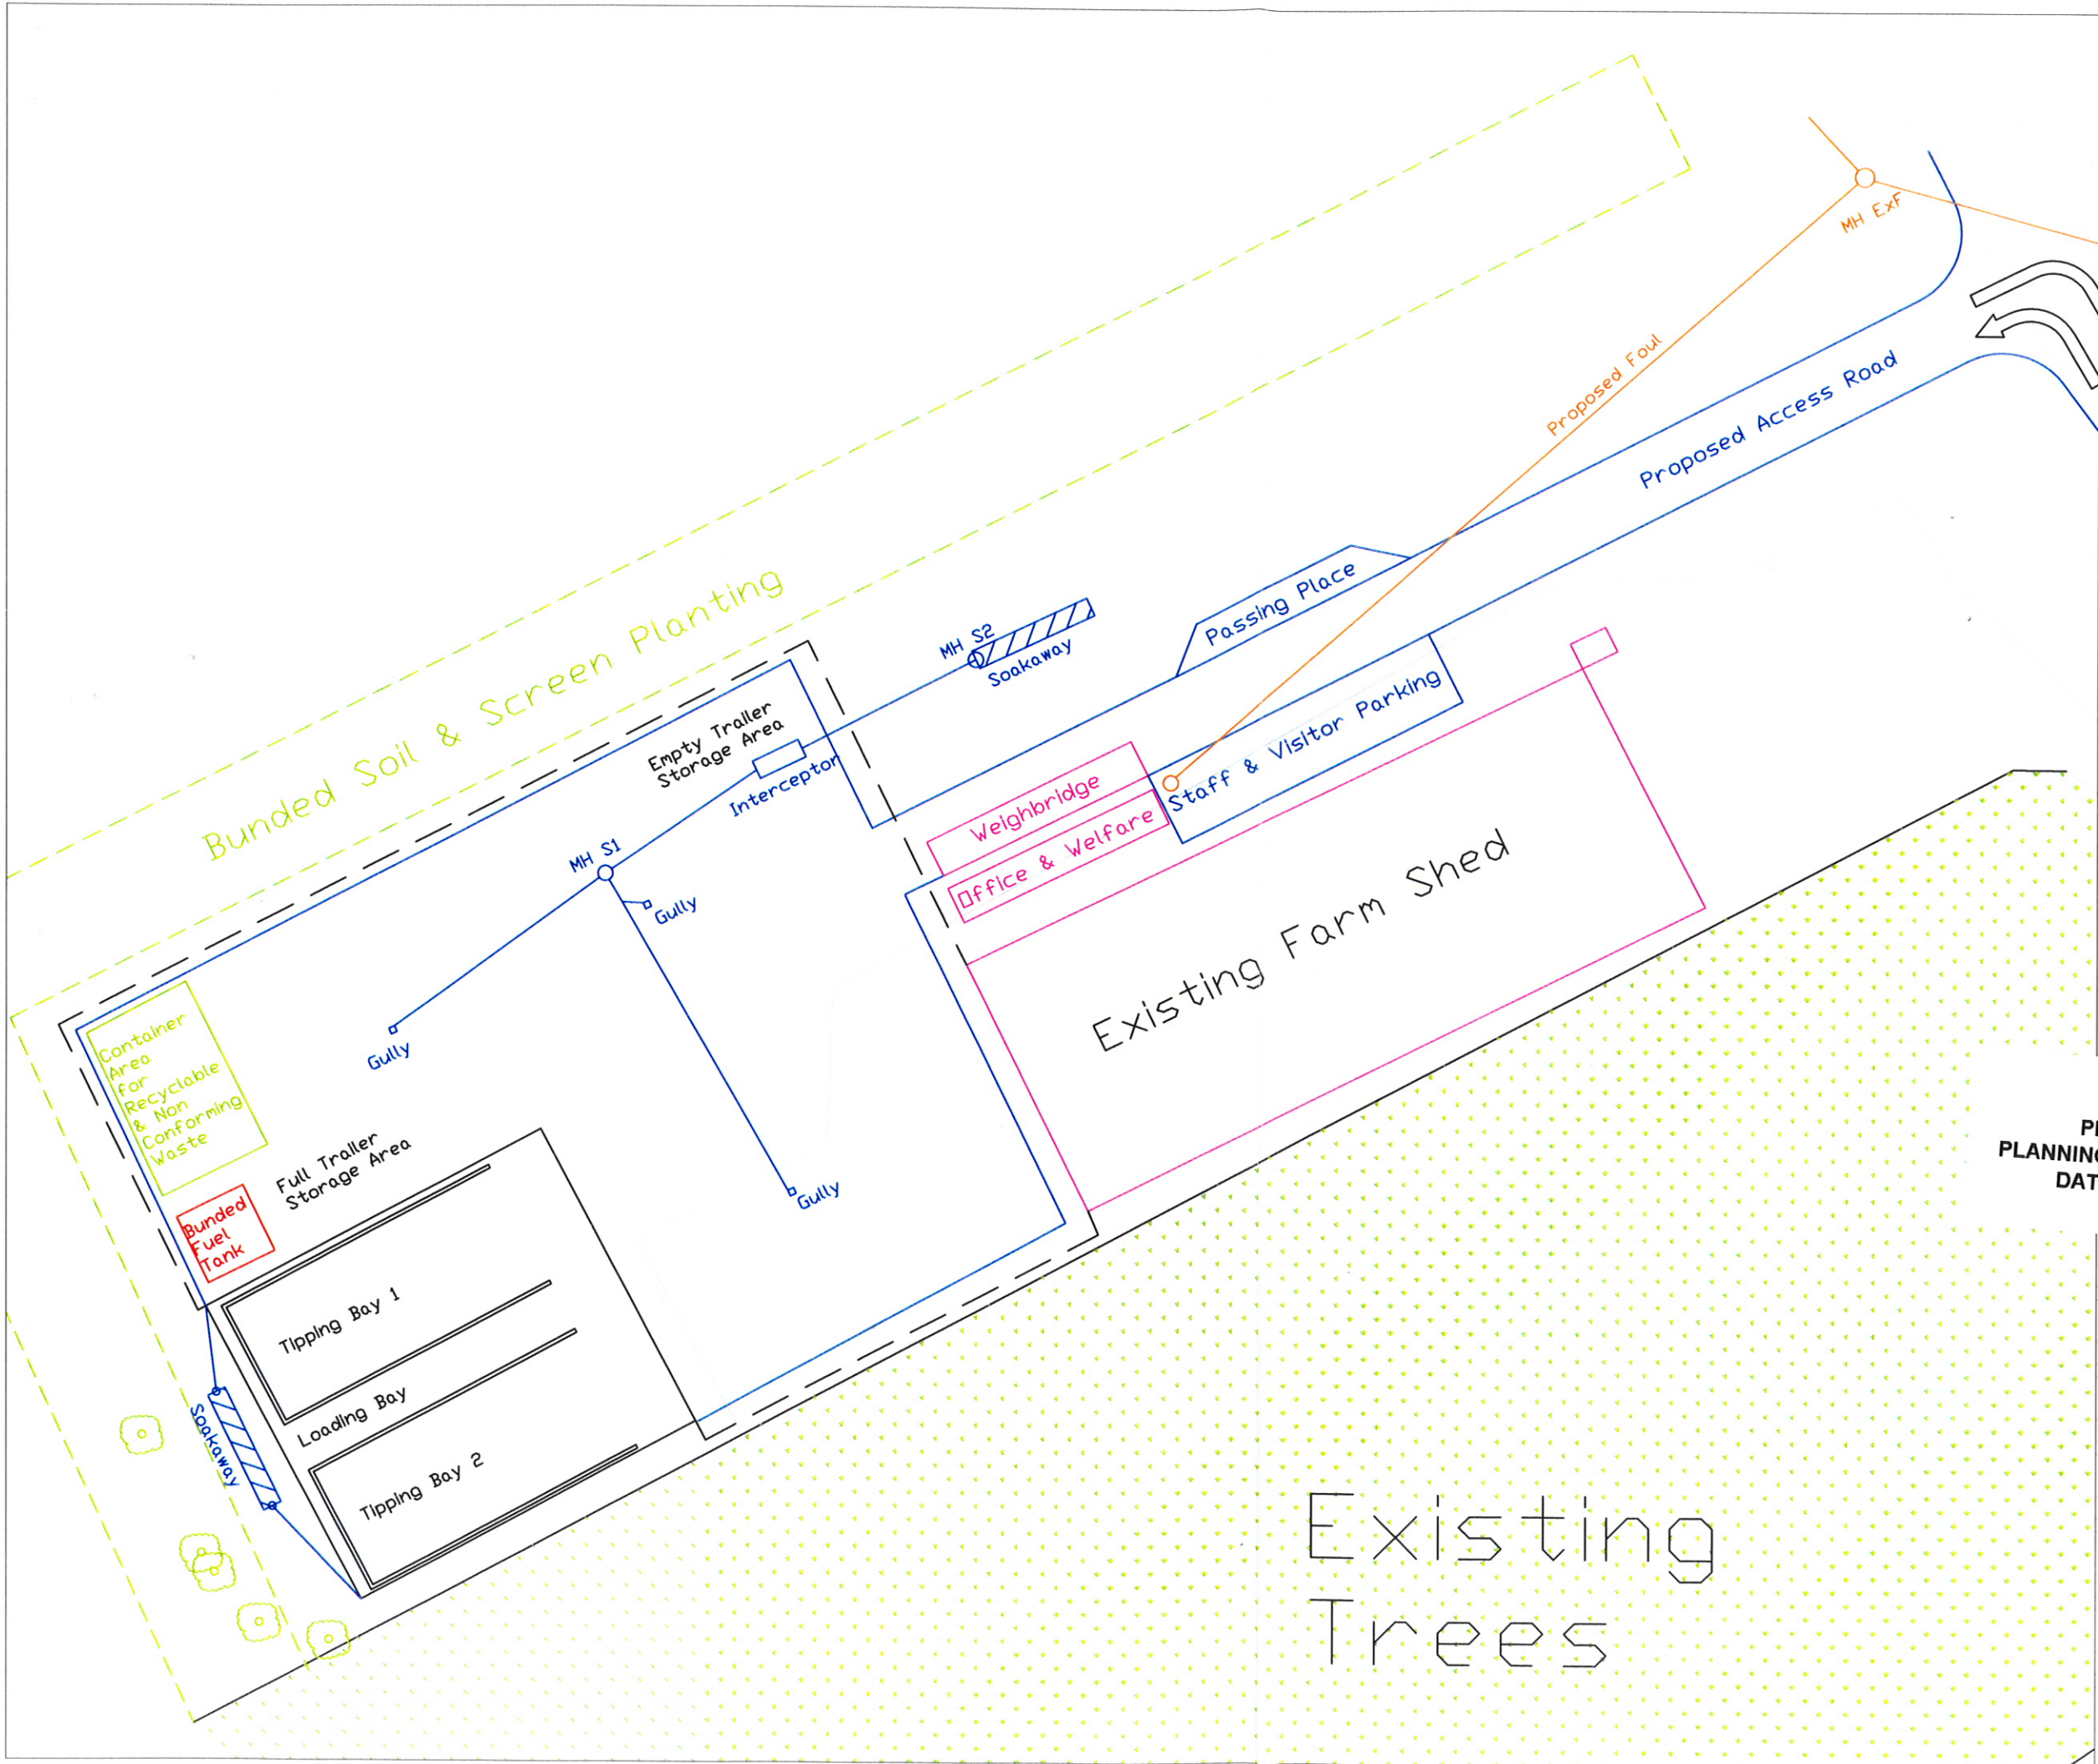 MH ExF
Proposed Foul
Proposed Access Road
Bunded Soil & Screen Planting
Passing Place
MH S2
Soakaway
Empty Trailer
Storage Area
Interceptor
Staff & Visitor Parking
Weighbridge
Office & Welfare
MH S1
Gully
Existing Farm Shed
Gully
Container
Area
for
Recyclable
& Non
Conforming
Waste
Full Trailer
Storage Area
Gully
Bunded
Fuel
Tank
Tipping Bay 1
Loading Bay
Soakaway
Tipping Bay 2
Existing
Trees